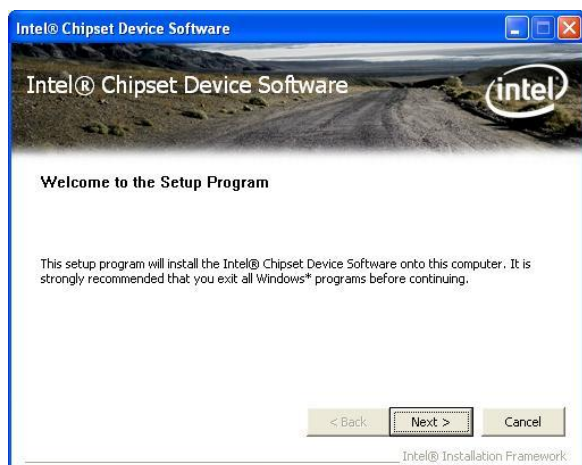 Intel® Chipset Device Software
Intel® Chipset Device Software
intel
Welcome to the Setup Program
This setup program will install the Intel® Chipset Device Software onto this computer. It is
strongly recommended that you exit all Windows* programs before continuing.
< Back
Next >
Cancel
Intel® Installation Framework